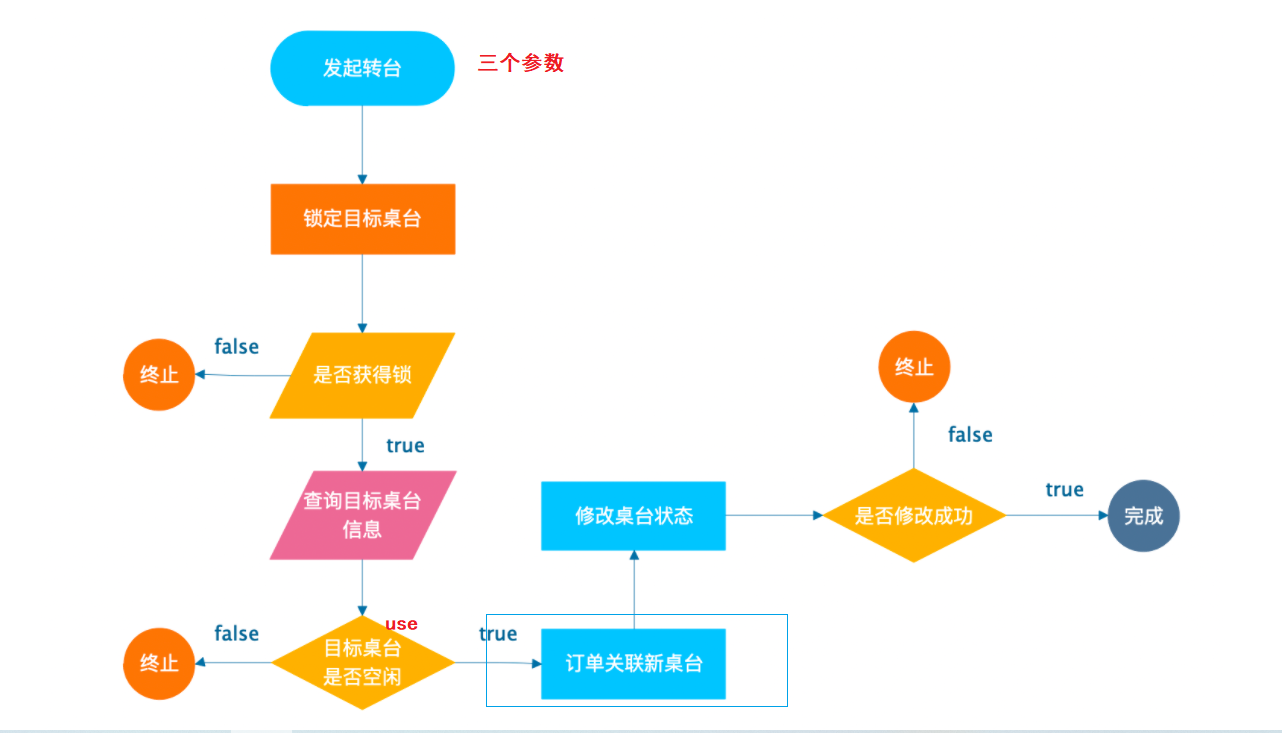 发起转台
三个参数
锁定目标桌台
是否获得锁
false
终止
true
查询目标桌台
信息
use
目标桌台
是否空闲
false
终止
true
订单关联新桌台
修改桌台状态
是否修改成功
false
终止
true
完成